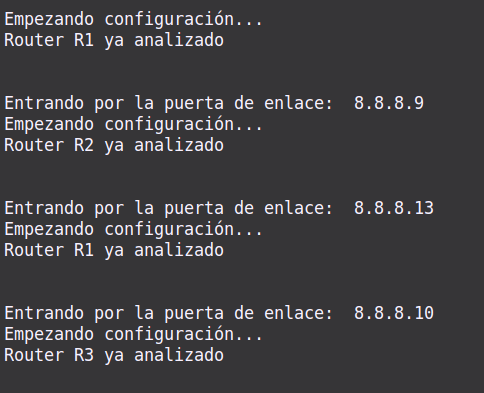 Empezando configuración...
Router R1 ya analizado
Entrando por la puerta de enlace:  8.8.8.9
Empezando configuración...
Router R2 ya analizado
Entrando por la puerta de enlace:  8.8.8.13
Empezando configuración...
Router R1 ya analizado
Entrando por la puerta de enlace:  8.8.8.10
Empezando configuración...
Router R3 ya analizado